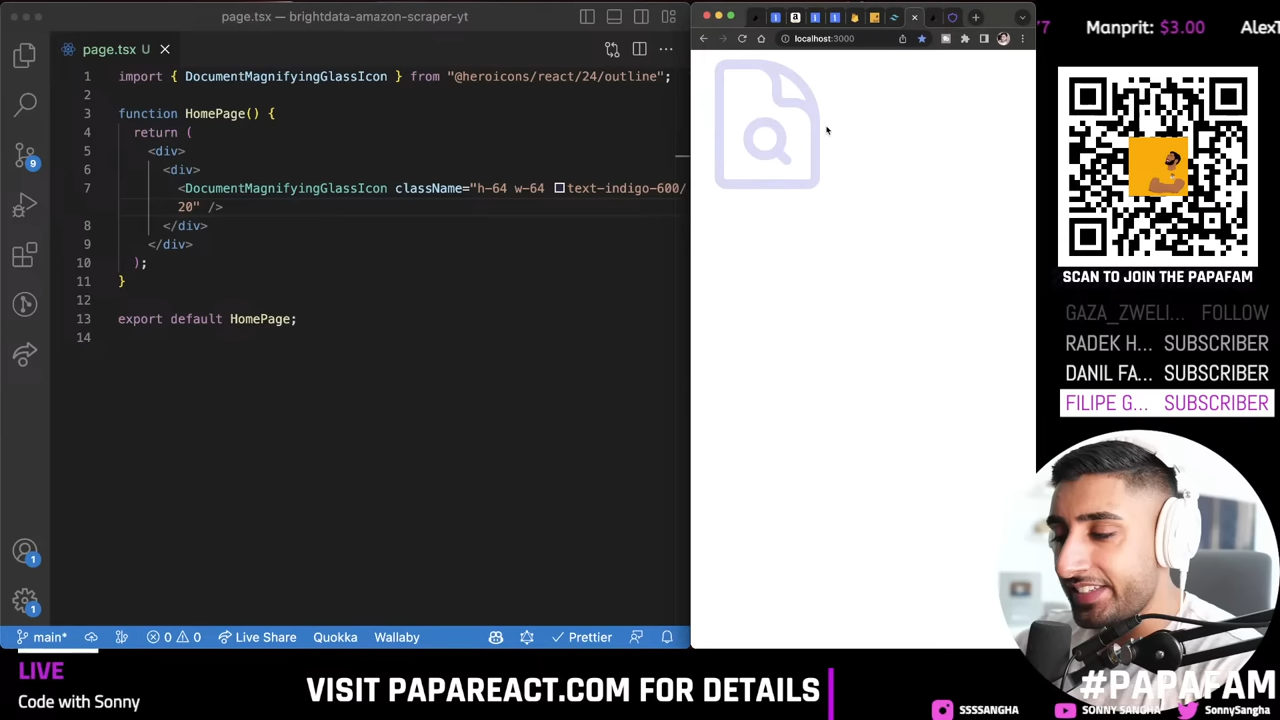 page.tsx — brightdata-amazon-scraper-yt
page.tsx U
1 import { DocumentMagnifyingGlassIcon } from "@heroicons/react/24/outline";
2
3 function HomePage() {
4 return (
5 <div>
6 <div>
7 <DocumentMagnifyingGlassIcon className="h-64 w-64 text-indigo-600/
20" />
8 </div>
9 </div>
10 );
11 }
12
13 export default HomePage;
14
9
1
1
main*
0 0
Live Share
Quokka
Wallaby
Prettier
localhost:3000
Manprit: $3.00
SCAN TO JOIN THE PAPAFAM
GAZA_ZWELI... FOLLOW
RADEK H... SUBSCRIBER
DANIL FA... SUBSCRIBER
FILIPE G... SUBSCRIBER
LIVE
Code with Sonny
VISIT PAPAREACT.COM FOR DETAILS
#PAPAFAM
SSSSANGHA
SONNY SANGHA
SonnySangha